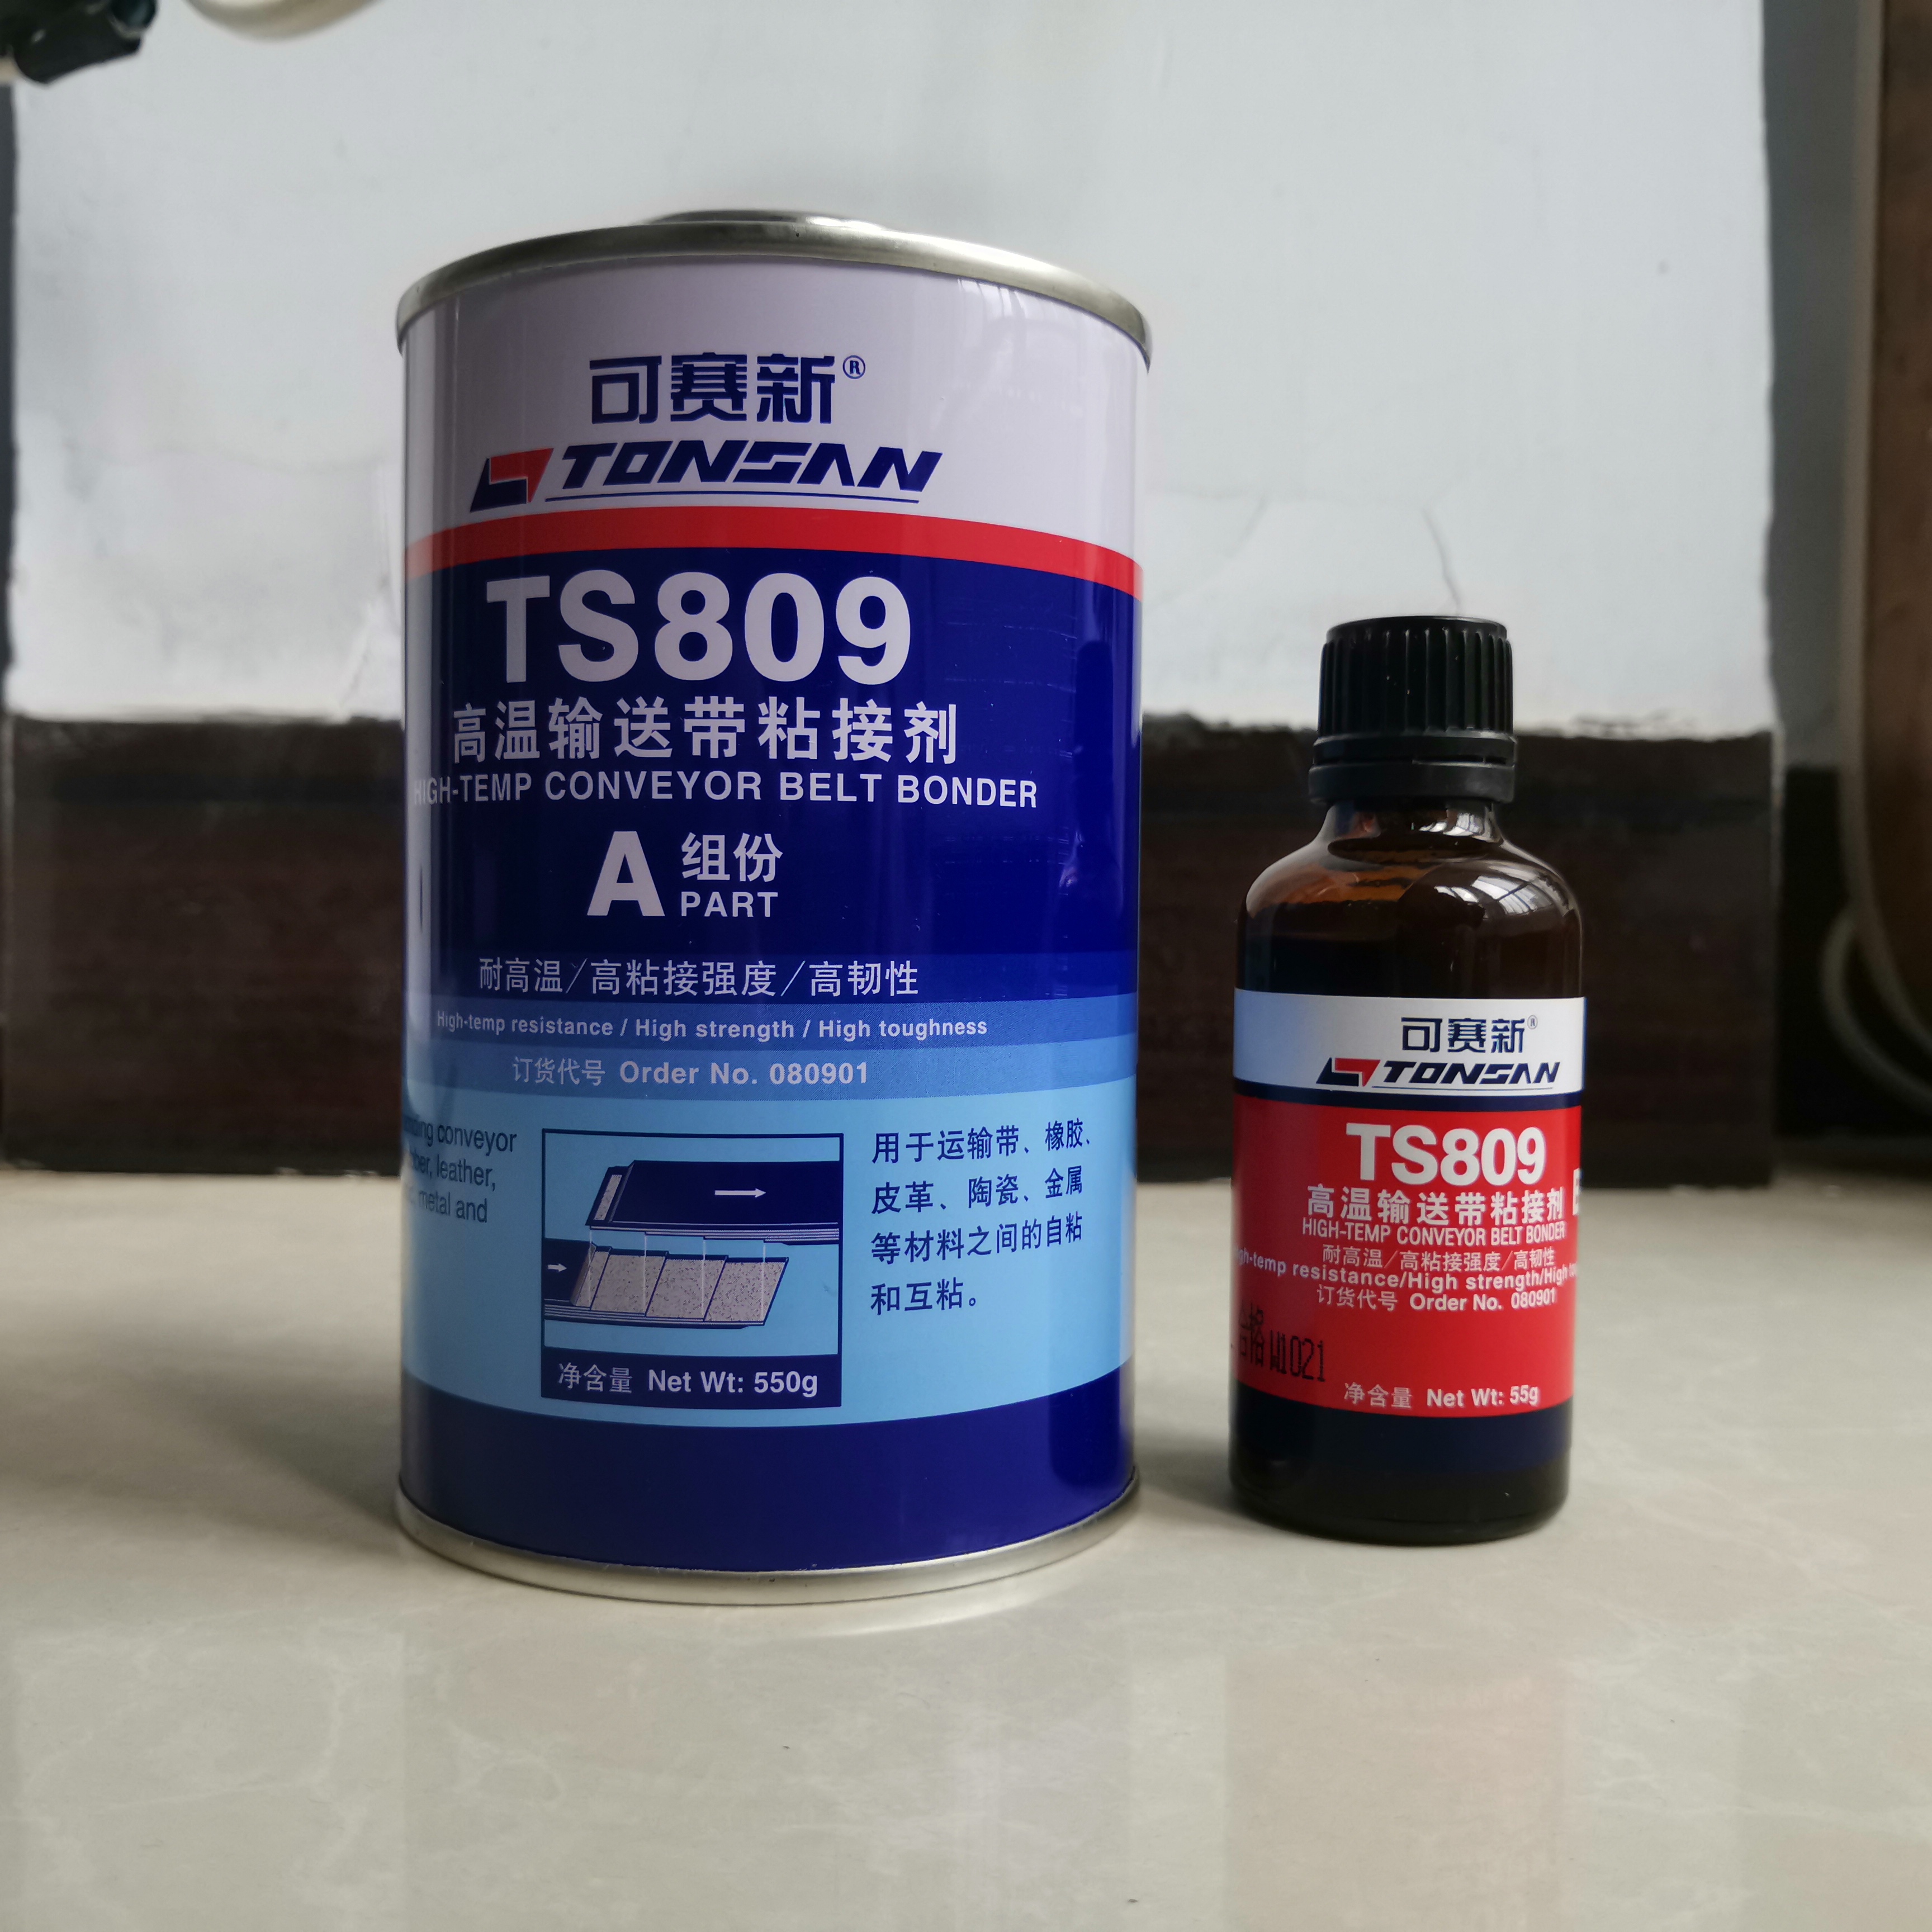 可赛新®
TONSAN
TS809
高温输送带粘接剂
HIGH-TEMP CONVEYOR BELT BONDER
A 组份
PART
耐高温/高粘接强度/高韧性
High-temp resistance / High strength / High toughness
订货代号 Order No. 080901
conveyor
leather,
metal and
用于运输带、橡胶、
皮革、陶瓷、金属
等材料之间的自粘
和互粘。
净含量 Net Wt: 550g
可赛新®
TONSAN
TS809
高温输送带粘接剂
HIGH-TEMP CONVEYOR BELT BONDER
耐高温/高粘接强度/高韧性
resistance/High strength/High
订货代号 Order No. 080901
合格 021
净含量 Net Wt: 55g